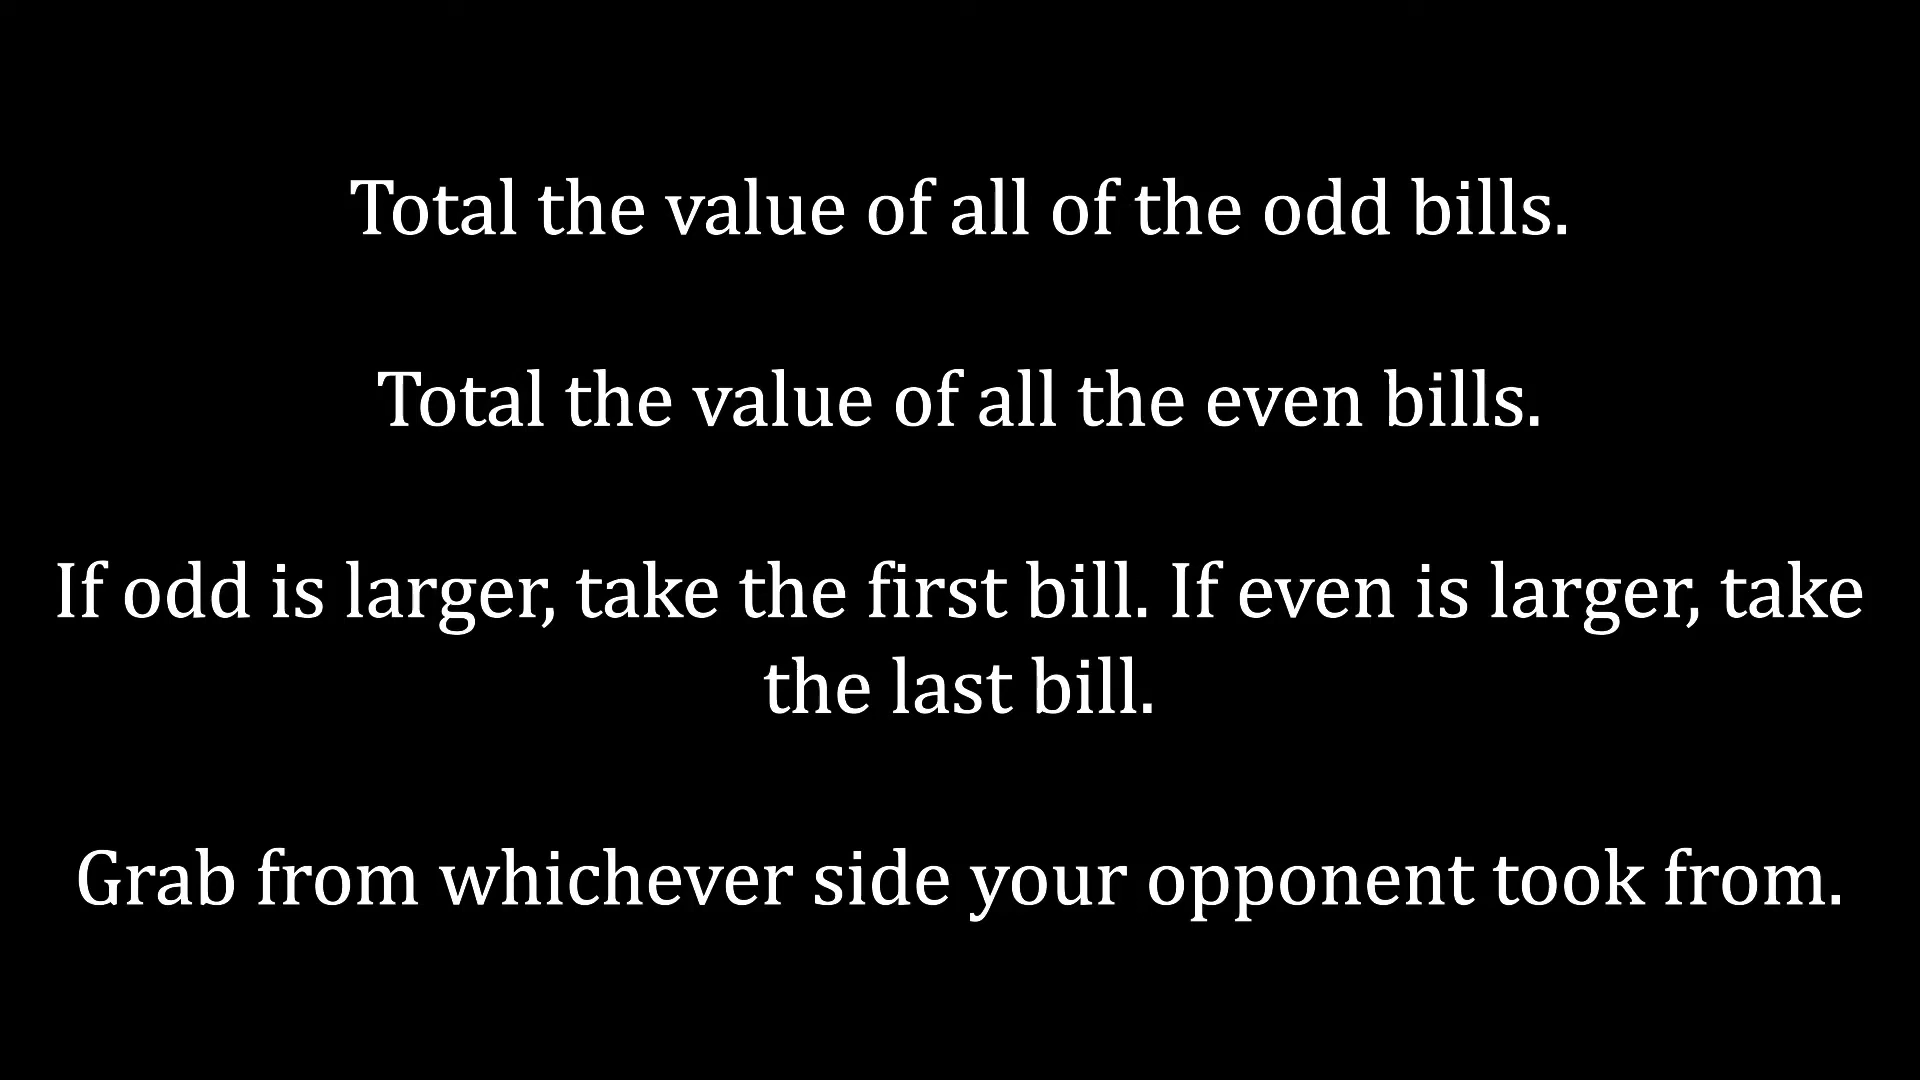 Total the value of all of the odd bills.
Total the value of all the even bills.
If odd is larger, take the first bill. If even is larger, take
the last bill.
Grab from whichever side your opponent took from.